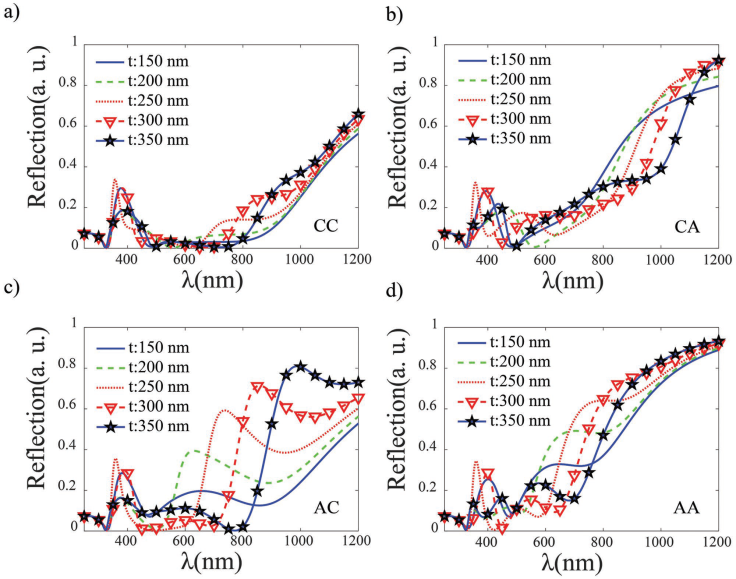 a)
1
0.8
0.6
0.4
0.2
0
Reflection(a. u.)
t:150 nm
t:200 nm
t:250 nm
t:300 nm
t:350 nm
CC
400 600 800 1000 1200
λ(nm)
b)
1
0.8
0.6
0.4
0.2
0
Reflection(a. u.)
t:150 nm
t:200 nm
t:250 nm
t:300 nm
t:350 nm
CA
400 600 800 1000 1200
λ(nm)
c)
1
0.8
0.6
0.4
0.2
0
Reflection(a. u.)
t:150 nm
t:200 nm
t:250 nm
t:300 nm
t:350 nm
AC
400 600 800 1000 1200
λ(nm)
d)
1
0.8
0.6
0.4
0.2
0
Reflection(a. u.)
t:150 nm
t:200 nm
t:250 nm
t:300 nm
t:350 nm
AA
400 600 800 1000 1200
λ(nm)